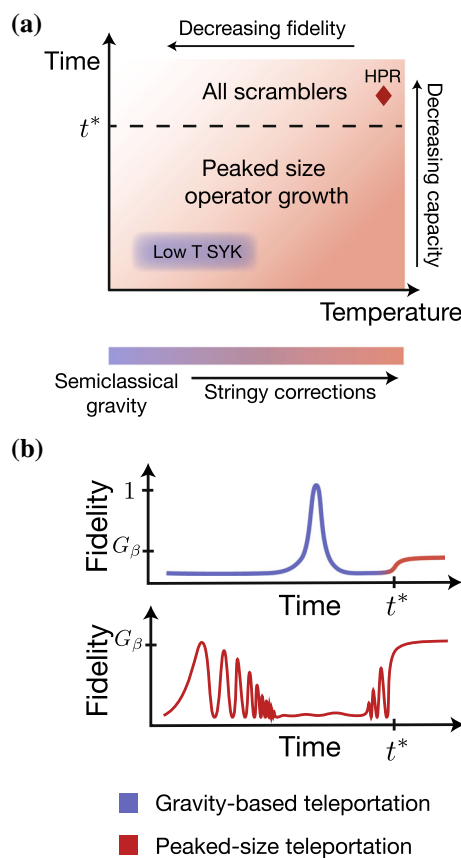 (a)
Decreasing fidelity
Time
HPR
All scramblers
Decreasing capacity
t*
Peaked size
operator growth
Low T SYK
Temperature
Semiclassical
gravity
Stringy corrections
(b)
Fidelity
1
G_β
Time
t*
Fidelity
G_β
Time
t*
Gravity-based teleportation
Peaked-size teleportation